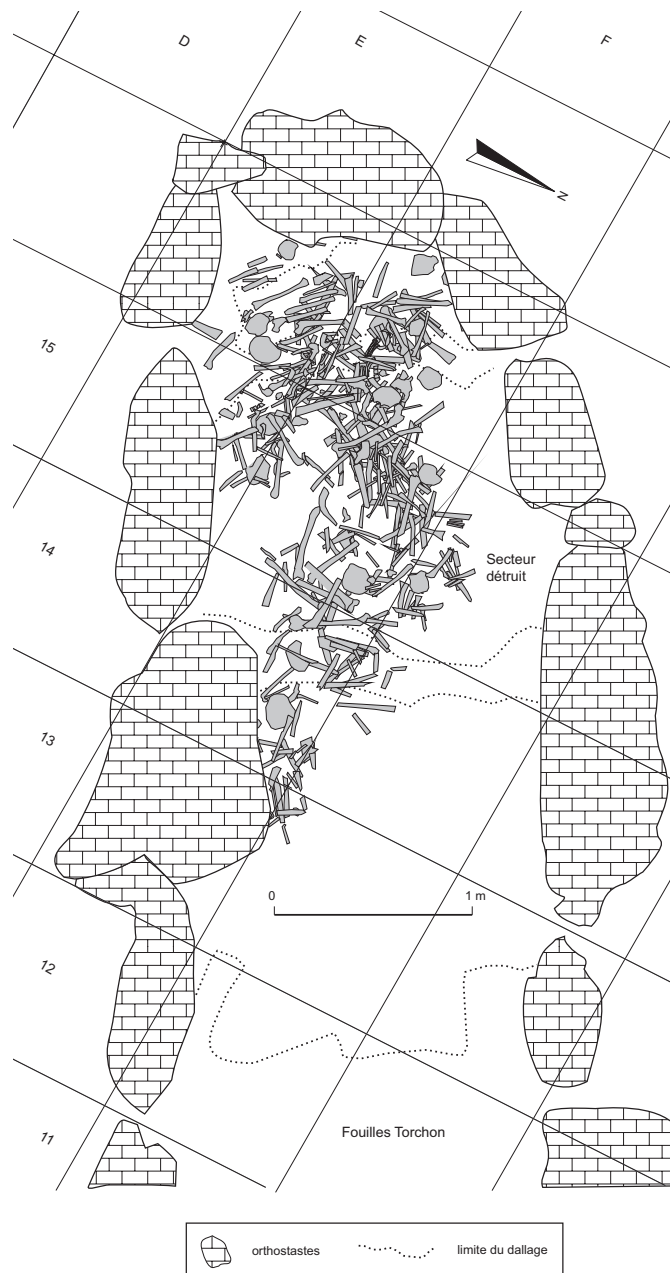 D
E
F
N
15
14
Secteur
détruit
13
0 1 m
12
11
Fouilles Torchon
orthostastes
limite du dallage